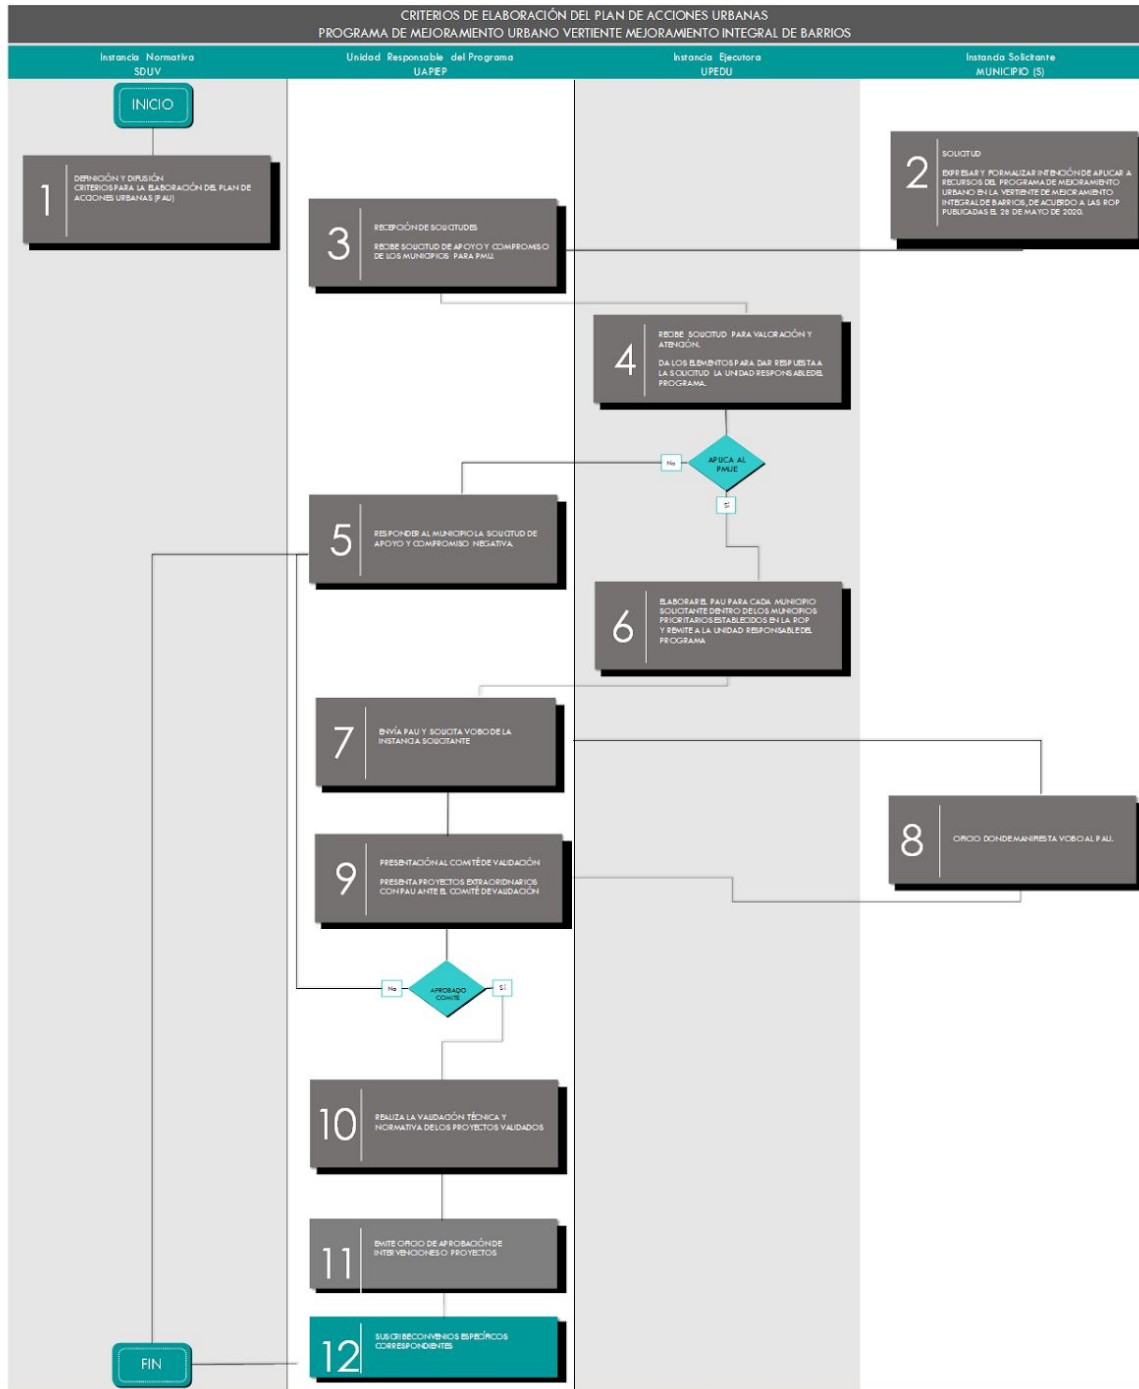 CRITERIOS DE ELABORACIÓN DEL PLAN DE ACCIONES URBANAS
PROGRAMA DE MEJORAMIENTO URBANO VERTIENTE MEJORAMIENTO INTEGRAL DE BARRIOS
Instancia Normativa
SDUV
Unidad Responsable del Programa
UAPIEP
Instancia Ejecutora
UPEDU
Instancia Solicitante
MUNICIPIO (S)
INICIO
1
DEFINICIÓN Y DIFUSIÓN
CRITERIOS PARA LA ELABORACIÓN DEL PLAN DE
ACCIONES URBANAS (PAU)
2
SOLICITUD
EXPRESAR Y FORMALIZAR INTENCIÓN DE APLICAR A
RECURSOS DEL PROGRAMA DE MEJORAMIENTO
URBANO EN LA VERTIENTE DE MEJORAMIENTO
INTEGRAL DE BARRIOS, DE ACUERDO A LAS ROP
PUBLICADAS EL 28 DE MAYO DE 2020.
3
RECEPCIÓN DE SOLICITUDES
RECIBE SOLICITUD DE APOYO Y COMPROMISO
DE LOS MUNICIPIOS PARA PMU.
4
RECIBE SOLICITUD PARA VALORACIÓN Y
ATENCIÓN.
DA LOS ELEMENTOS PARA DAR RESPUESTA A
LA SOLICITUD LA UNIDAD RESPONSABLE DEL
PROGRAMA.
APLICA AL
PMUE
No
Sí
5
RESPONDER AL MUNICIPIO LA SOLICITUD DE
APOYO Y COMPROMISO NEGATIVA.
6
ELABORAR EL PAU PARA CADA MUNICIPIO
SOLICITANTE DENTRO DE LOS MUNICIPIOS
PRIORITARIOS ESTABLECIDOS EN LA ROP
Y REMITE A LA UNIDAD RESPONSABLE DEL
PROGRAMA
7
ENVÍA PAU Y SOLICITA VOBO DE LA
INSTANCIA SOLICITANTE
8
OFICIO DONDE MANIFIESTA VOBO AL PAU.
9
PRESENTACIÓN AL COMITÉ DE VALIDACIÓN
PRESENTA PROYECTOS EXTRAORIDNARIOS
CON PAU ANTE EL COMITÉ DE VALIDACIÓN
No
APROBADO
COMITÉ
Sí
10
REALIZA LA VALIDACIÓN TÉCNICA Y
NORMATIVA DE LOS PROYECTOS VALIDADOS
11
EMITE OFICIO DE APROBACIÓN DE
INTERVENCIONES O PROYECTOS
12
SUSCRIBE CONVENIOS ESPECÍFICOS
CORRESPONDIENTES
FIN